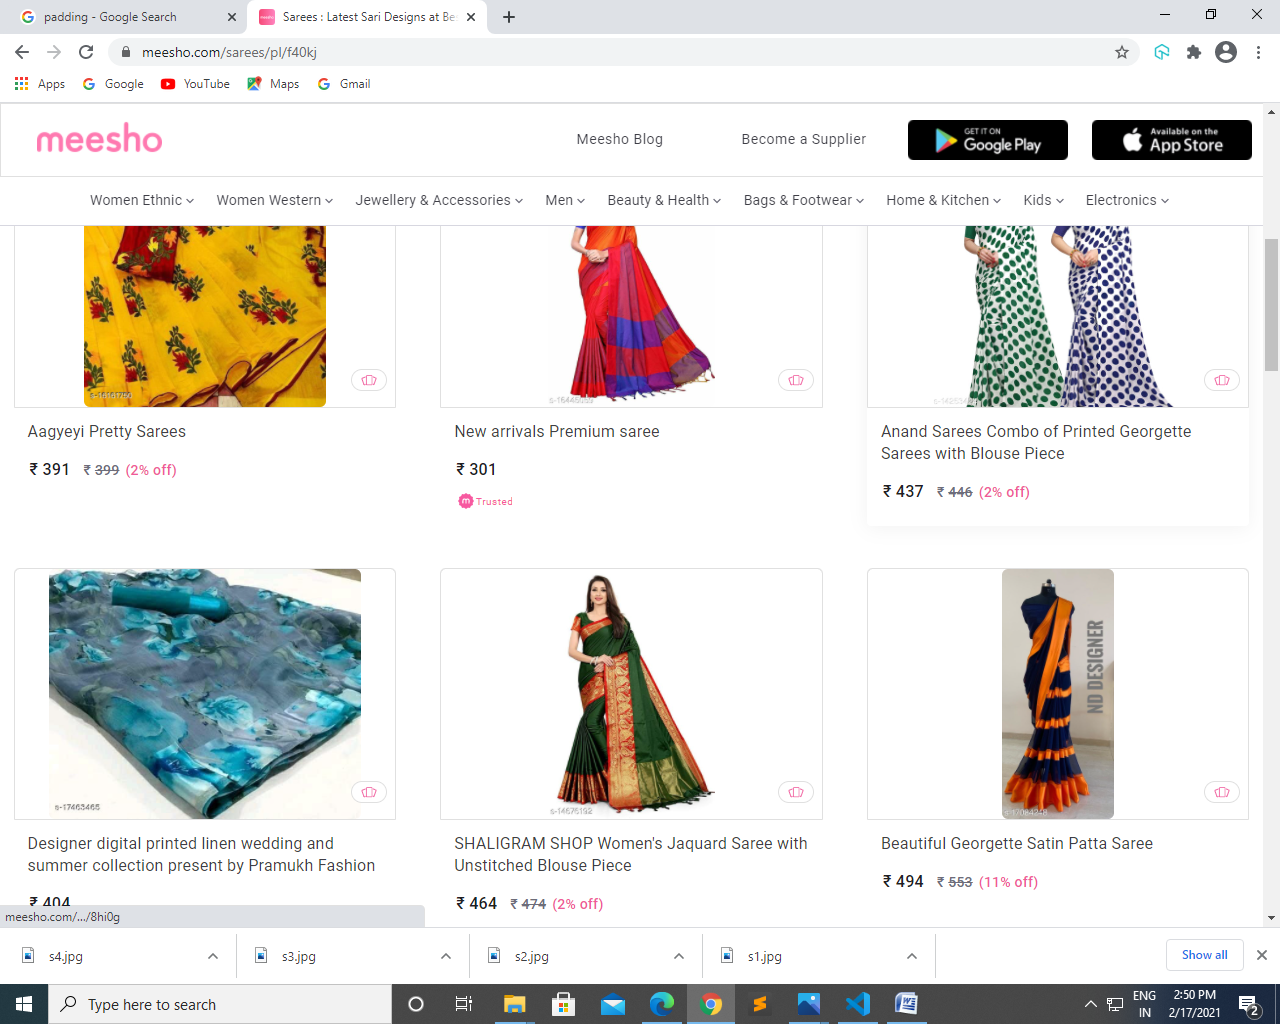 padding - Google Search
Sarees : Latest Sari Designs at Be
meesho.com/sarees/pl/f40kj
Apps
Google
YouTube
Maps
Gmail
meesho
Meesho Blog
Become a Supplier
GET IT ON
Google Play
Available on the
App Store
Women Ethnic
Women Western
Jewellery & Accessories
Men
Beauty & Health
Bags & Footwear
Home & Kitchen
Kids
Electronics
Aagyeyi Pretty Sarees
₹ 391 ₹ 399 (2% off)
New arrivals Premium saree
₹ 301
m Trusted
Anand Sarees Combo of Printed Georgette
Sarees with Blouse Piece
₹ 437 ₹ 446 (2% off)
s-17463465
Designer digital printed linen wedding and
summer collection present by Pramukh Fashion
₹ 404
s-14676192
SHALIGRAM SHOP Women's Jaquard Saree with
Unstitched Blouse Piece
₹ 464 ₹ 474 (2% off)
ND DESIGNER
Beautiful Georgette Satin Patta Saree
₹ 494 ₹ 553 (11% off)
meesho.com/.../8hi0g
s4.jpg
s3.jpg
s2.jpg
s1.jpg
Show all
Type here to search
ENG
IN
2:50 PM
2/17/2021
2